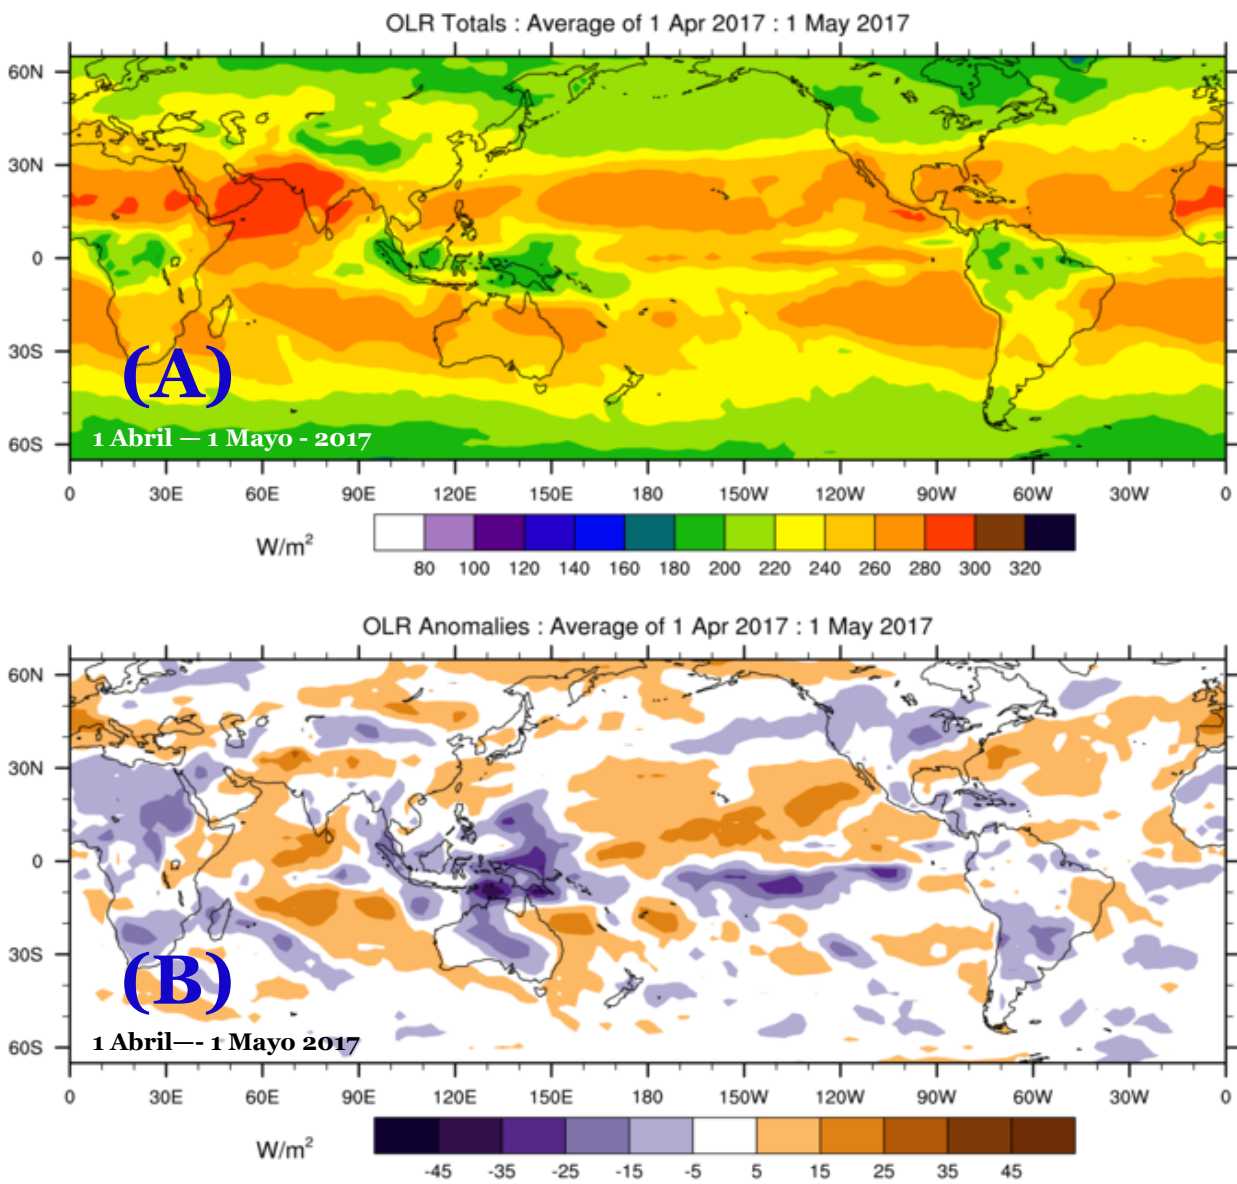 OLR Totals : Average of 1 Apr 2017 : 1 May 2017
60N
30N
0
30S
60S
(A)
1 Abril — 1 Mayo - 2017
0 30E 60E 90E 120E 150E 180 150W 120W 90W 60W 30W 0
W/m²
80 100 120 140 160 180 200 220 240 260 280 300 320
OLR Anomalies : Average of 1 Apr 2017 : 1 May 2017
60N
30N
0
30S
60S
(B)
1 Abril—- 1 Mayo 2017
0 30E 60E 90E 120E 150E 180 150W 120W 90W 60W 30W 0
W/m²
-45 -35 -25 -15 -5 5 15 25 35 45